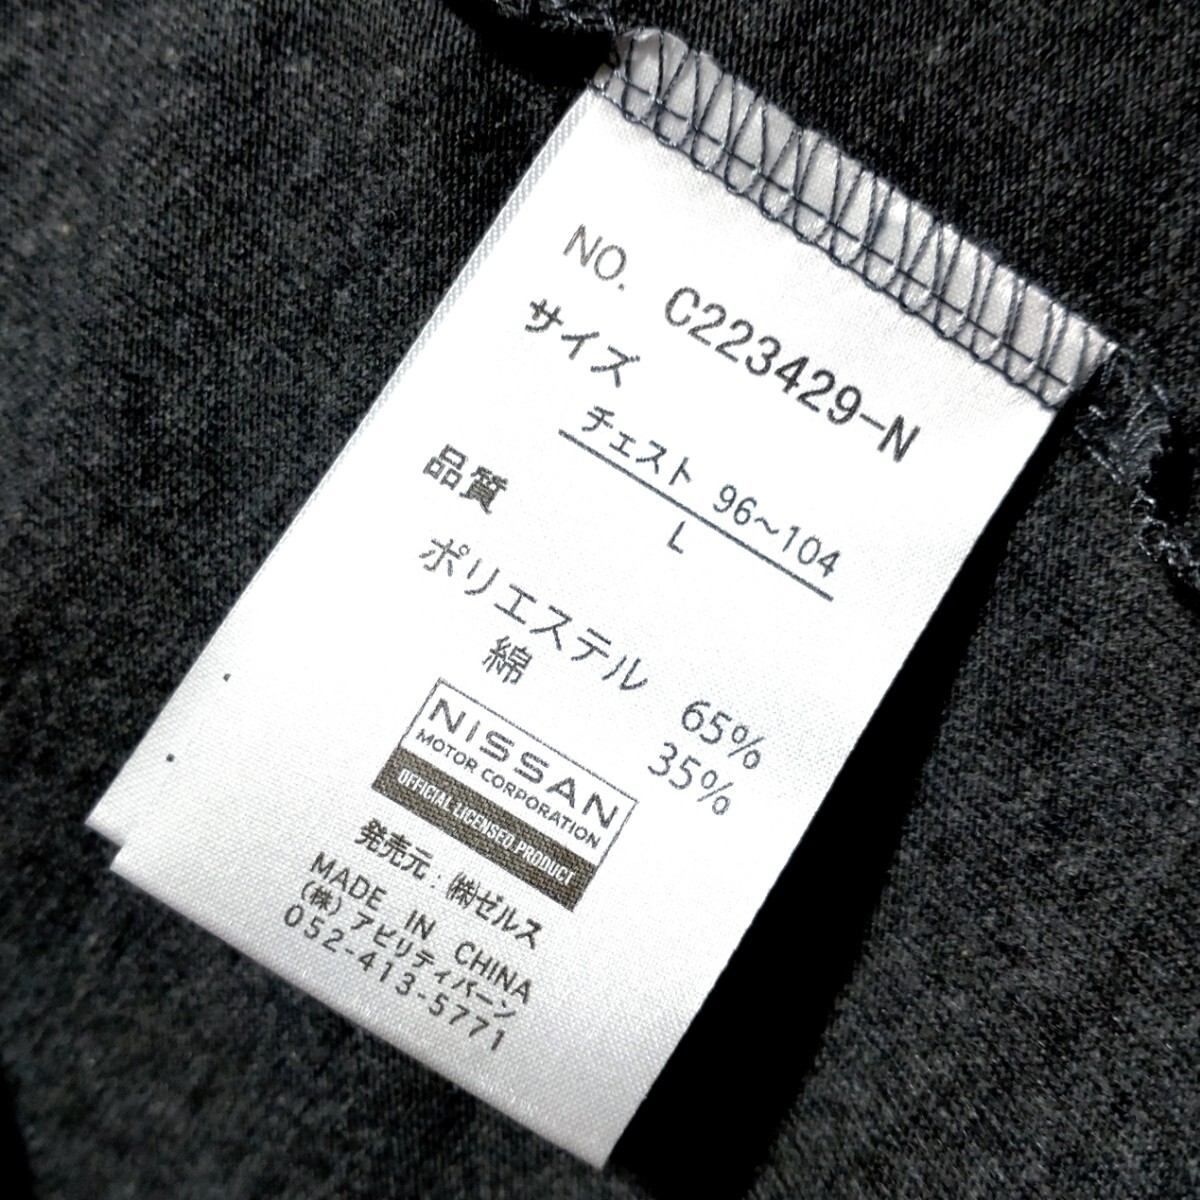 NO. C223429-N
サイズ
チェスト 96~104
L
品質
ポリエステル 65%
綿 35%
NISSAN
MOTOR CORPORATION
OFFICIAL LICENSED PRODUCT
発売元:㈱ゼルス
MADE IN CHINA
(株)アビリティバーン
052-413-5771